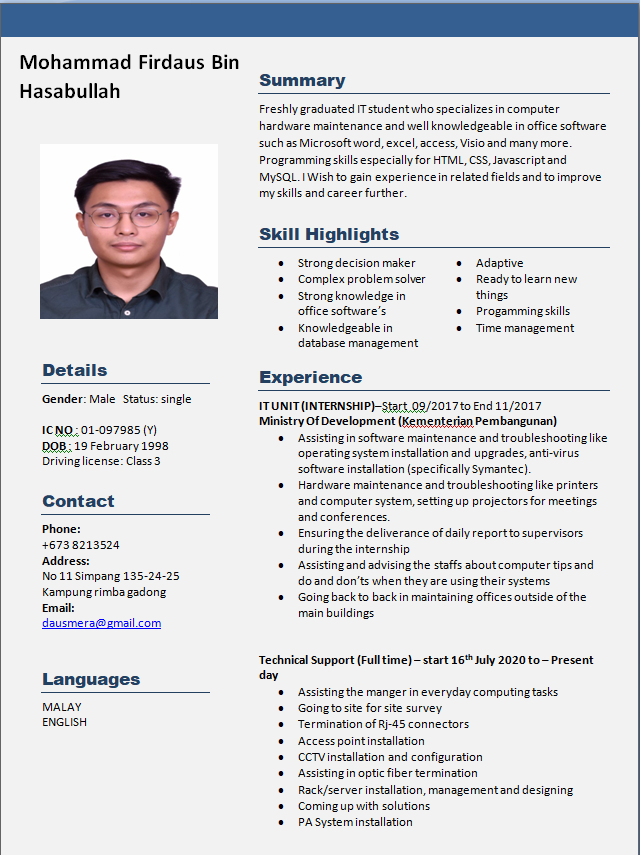 Mohammad Firdaus Bin
Hasabullah
Details
Gender: Male  Status: single
IC NO : 01-097985 (Y)
DOB : 19 February 1998
Driving license: Class 3
Contact
Phone:
+673 8213524
Address:
No 11 Simpang 135-24-25
Kampung rimba gadong
Email:
dausmera@gmail.com
Languages
MALAY
ENGLISH
Summary
Freshly graduated IT student who specializes in computer
hardware maintenance and well knowledgeable in office software
such as Microsoft word, excel, access, Visio and many more.
Programming skills especially for HTML, CSS, Javascript and
MySQL. I Wish to gain experience in related fields and to improve
my skills and career further.
Skill Highlights
• Strong decision maker
• Complex problem solver
• Strong knowledge in
office software's
• Knowledgeable in
database management
• Adaptive
• Ready to learn new
things
• Progamming skills
• Time management
Experience
IT UNIT (INTERNSHIP)–Start 09/2017 to End 11/2017
Ministry Of Development (Kementerian Pembangunan)
• Assisting in software maintenance and troubleshooting like
operating system installation and upgrades, anti-virus
software installation (specifically Symantec).
• Hardware maintenance and troubleshooting like printers
and computer system, setting up projectors for meetings
and conferences.
• Ensuring the deliverance of daily report to supervisors
during the internship
• Assisting and advising the staffs about computer tips and
do and don'ts when they are using their systems
• Going back to back in maintaining offices outside of the
main buildings
Technical Support (Full time) – start 16th July 2020 to – Present
day
• Assisting the manger in everyday computing tasks
• Going to site for site survey
• Termination of Rj-45 connectors
• Access point installation
• CCTV installation and configuration
• Assisting in optic fiber termination
• Rack/server installation, management and designing
• Coming up with solutions
• PA System installation